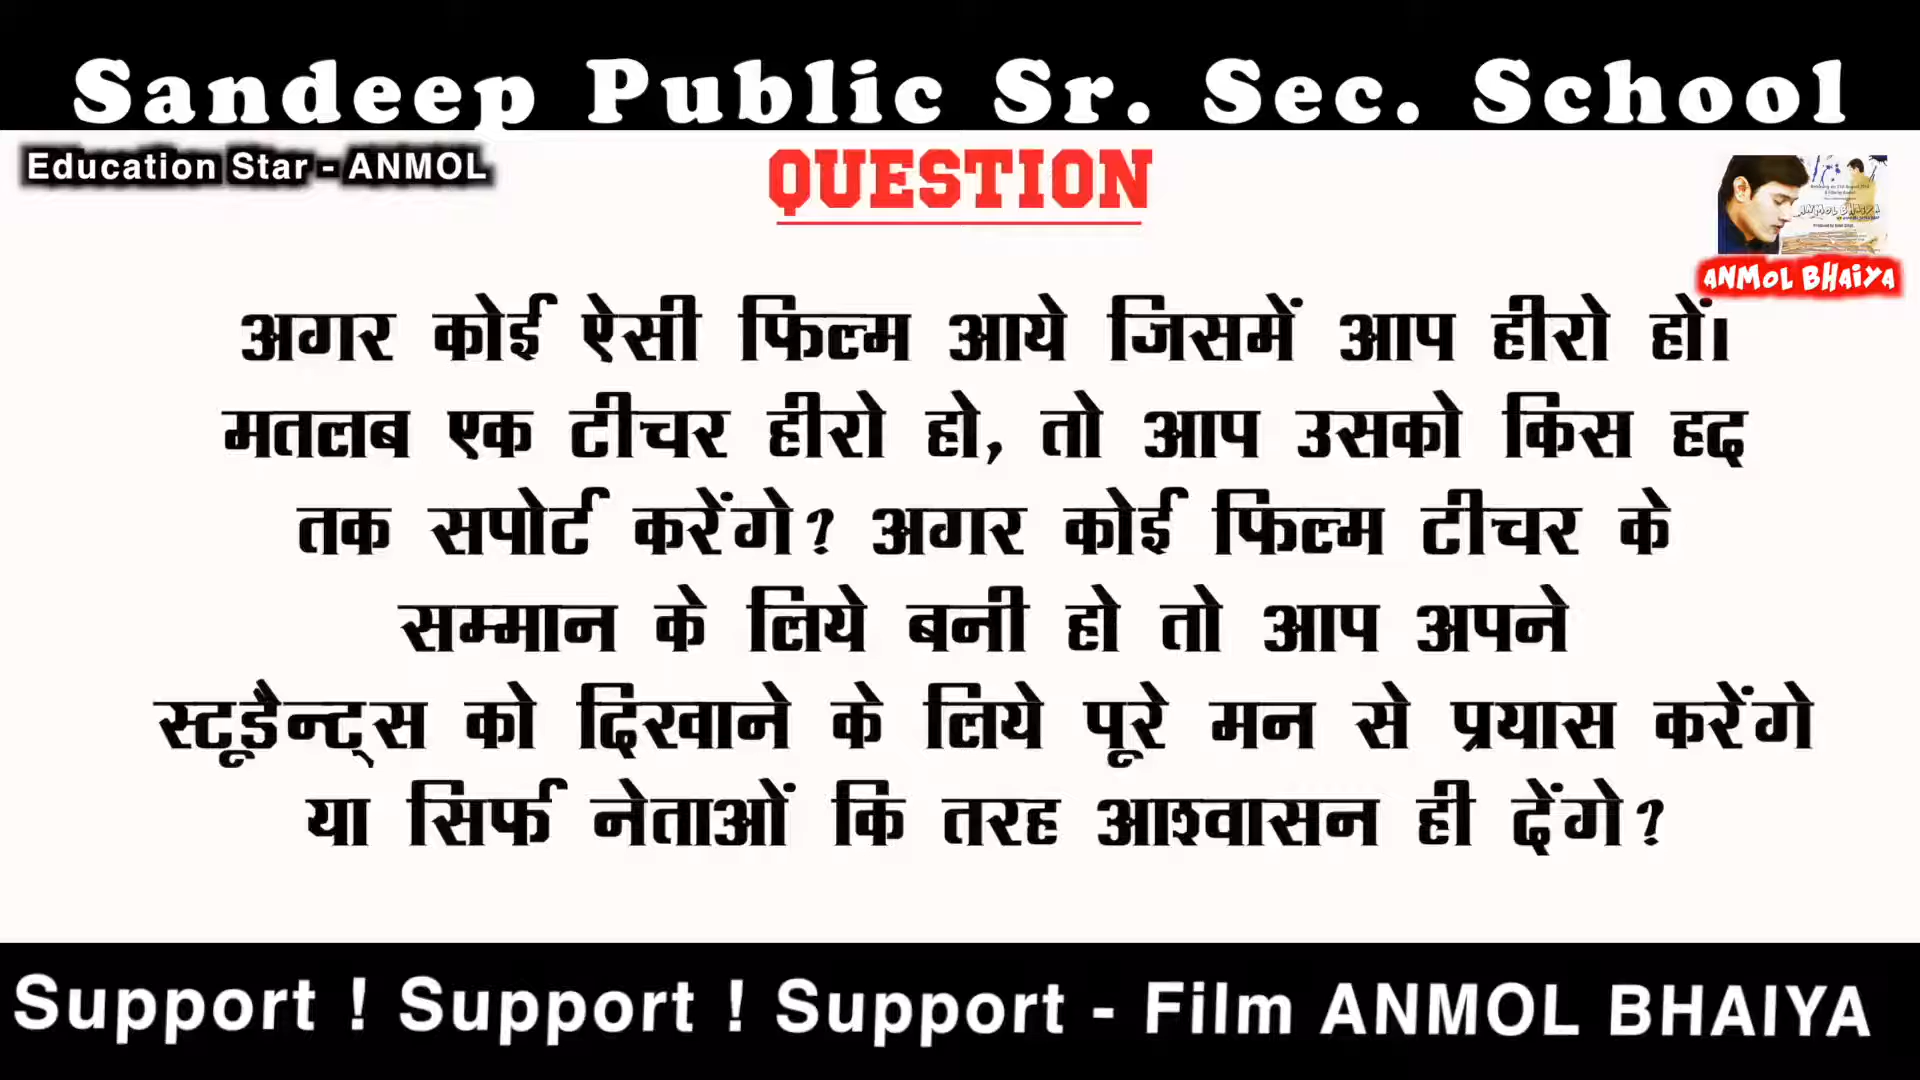 Sandeep Public Sr. Sec. School
Education Star - ANMOL
QUESTION
ANMOL BHAIYA
ANMOL BHAIYA
अगर कोई ऐसी फिल्म आये जिसमें आप हीरो हों।
मतलब एक टीचर हीरो हो, तो आप उसको किस हद
तक सपोर्ट करेंगे? अगर कोई फिल्म टीचर के
सम्मान के लिये बनी हो तो आप अपने
स्टूडैन्ट्स को दिखाने के लिये पूरे मन से प्रयास करेंगे
या सिर्फ नेताओं कि तरह आश्वासन ही देंगे?
Support ! Support ! Support - Film ANMOL BHAIYA